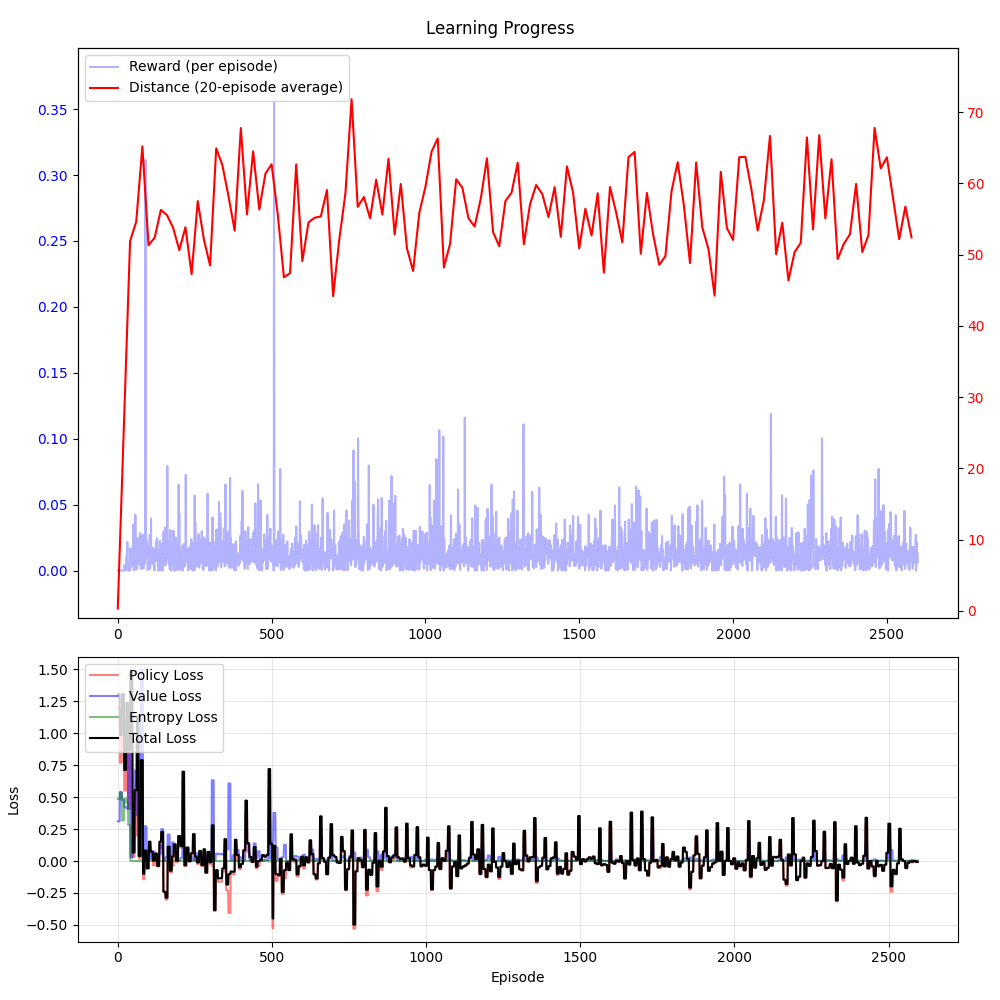 Learning Progress
Reward (per episode)
Distance (20-episode average)
0.35
0.30
0.25
0.20
0.15
0.10
0.05
0.00
70
60
50
40
30
20
10
0
0 500 1000 1500 2000 2500
Policy Loss
Value Loss
Entropy Loss
Total Loss
1.50
1.25
1.00
0.75
0.50
0.25
0.00
−0.25
−0.50
Loss
0 500 1000 1500 2000 2500
Episode